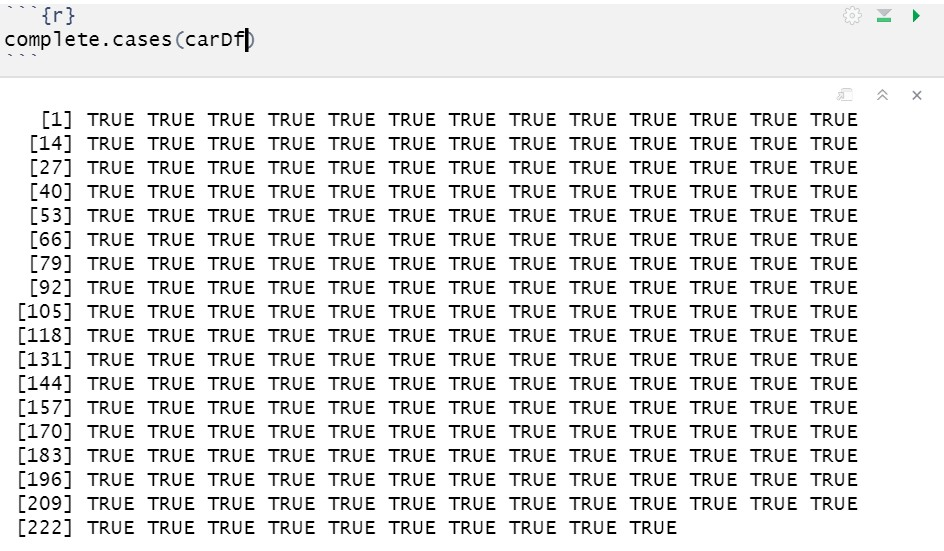 ```{r}
complete.cases(carDf)
```
[1] TRUE TRUE TRUE TRUE TRUE TRUE TRUE TRUE TRUE TRUE TRUE TRUE TRUE
[14] TRUE TRUE TRUE TRUE TRUE TRUE TRUE TRUE TRUE TRUE TRUE TRUE TRUE
[27] TRUE TRUE TRUE TRUE TRUE TRUE TRUE TRUE TRUE TRUE TRUE TRUE TRUE
[40] TRUE TRUE TRUE TRUE TRUE TRUE TRUE TRUE TRUE TRUE TRUE TRUE TRUE
[53] TRUE TRUE TRUE TRUE TRUE TRUE TRUE TRUE TRUE TRUE TRUE TRUE TRUE
[66] TRUE TRUE TRUE TRUE TRUE TRUE TRUE TRUE TRUE TRUE TRUE TRUE TRUE
[79] TRUE TRUE TRUE TRUE TRUE TRUE TRUE TRUE TRUE TRUE TRUE TRUE TRUE
[92] TRUE TRUE TRUE TRUE TRUE TRUE TRUE TRUE TRUE TRUE TRUE TRUE TRUE
[105] TRUE TRUE TRUE TRUE TRUE TRUE TRUE TRUE TRUE TRUE TRUE TRUE TRUE
[118] TRUE TRUE TRUE TRUE TRUE TRUE TRUE TRUE TRUE TRUE TRUE TRUE TRUE
[131] TRUE TRUE TRUE TRUE TRUE TRUE TRUE TRUE TRUE TRUE TRUE TRUE TRUE
[144] TRUE TRUE TRUE TRUE TRUE TRUE TRUE TRUE TRUE TRUE TRUE TRUE TRUE
[157] TRUE TRUE TRUE TRUE TRUE TRUE TRUE TRUE TRUE TRUE TRUE TRUE TRUE
[170] TRUE TRUE TRUE TRUE TRUE TRUE TRUE TRUE TRUE TRUE TRUE TRUE TRUE
[183] TRUE TRUE TRUE TRUE TRUE TRUE TRUE TRUE TRUE TRUE TRUE TRUE TRUE
[196] TRUE TRUE TRUE TRUE TRUE TRUE TRUE TRUE TRUE TRUE TRUE TRUE TRUE
[209] TRUE TRUE TRUE TRUE TRUE TRUE TRUE TRUE TRUE TRUE TRUE TRUE TRUE
[222] TRUE TRUE TRUE TRUE TRUE TRUE TRUE TRUE TRUE TRUE